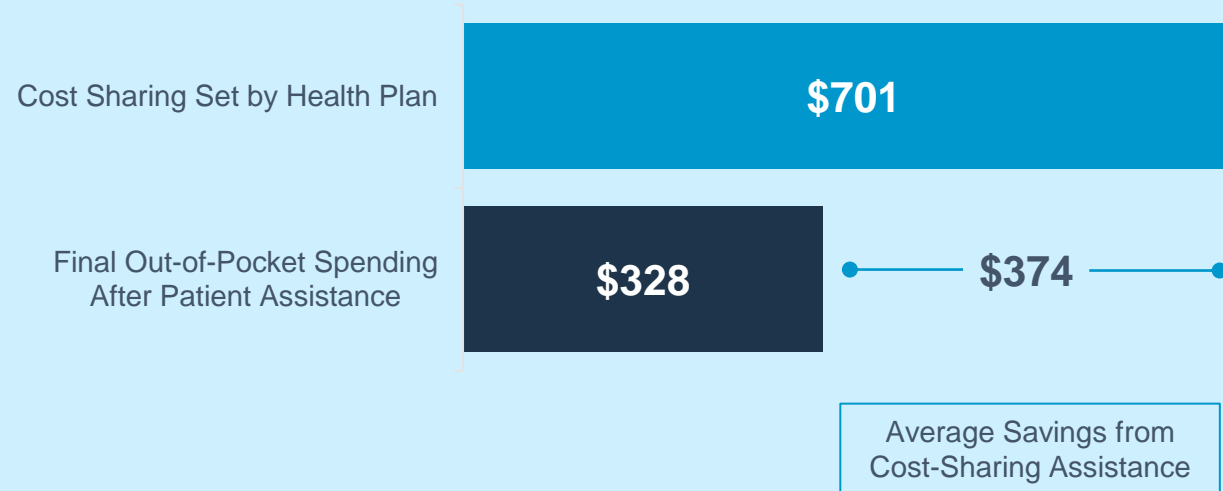 Cost Sharing Set by Health Plan
$701
Final Out-of-Pocket Spending
After Patient Assistance
$328
$374
Average Savings from
Cost-Sharing Assistance